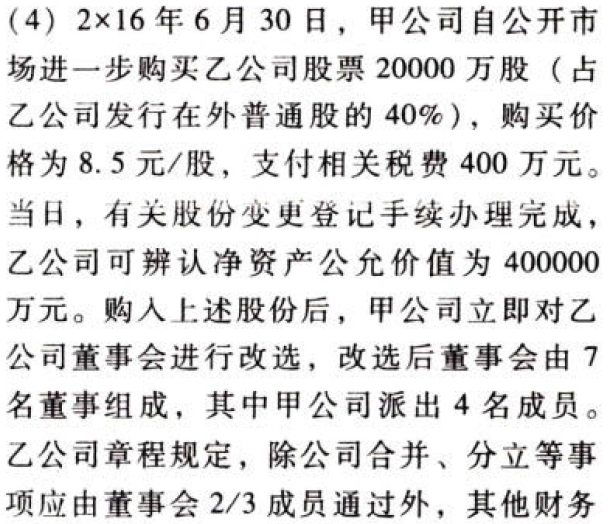 (4) 2×16 年 6 月 30 日，甲公司自公开市
场进一步购买乙公司股票 20000 万股（占
乙公司发行在外普通股的 40%），购买价
格为 8.5 元/股，支付相关税费 400 万元。
当日，有关股份变更登记手续办理完成，
乙公司可辨认净资产公允价值为 400000
万元。购入上述股份后，甲公司立即对乙
公司董事会进行改选，改选后董事会由 7
名董事组成，其中甲公司派出 4 名成员。
乙公司章程规定，除公司合并、分立等事
项应由董事会 2/3 成员通过外，其他财务